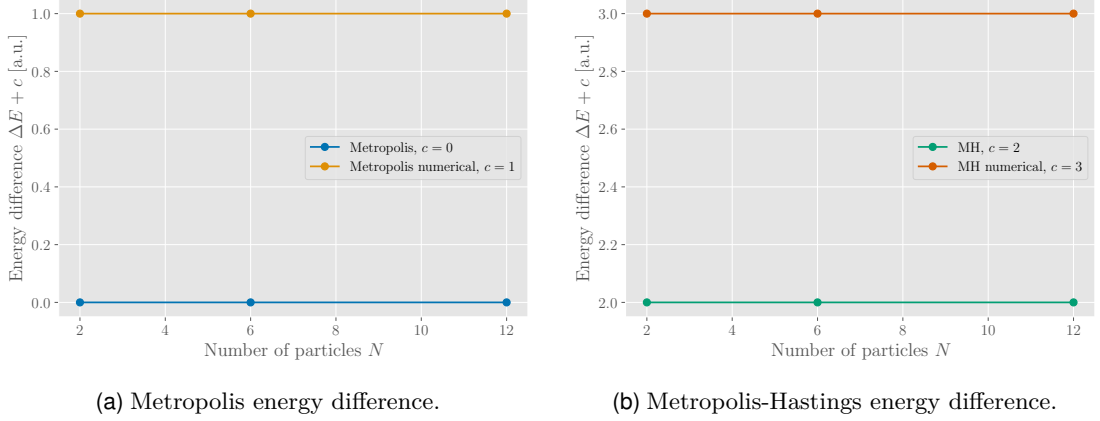 1.0
0.8
0.6
0.4
0.2
0.0
Energy difference ΔE + c [a.u.]
Metropolis, c = 0
Metropolis numerical, c = 1
2 4 6 8 10 12
Number of particles N
(a) Metropolis energy difference.
3.0
2.8
2.6
2.4
2.2
2.0
Energy difference ΔE + c [a.u.]
MH, c = 2
MH numerical, c = 3
2 4 6 8 10 12
Number of particles N
(b) Metropolis-Hastings energy difference.